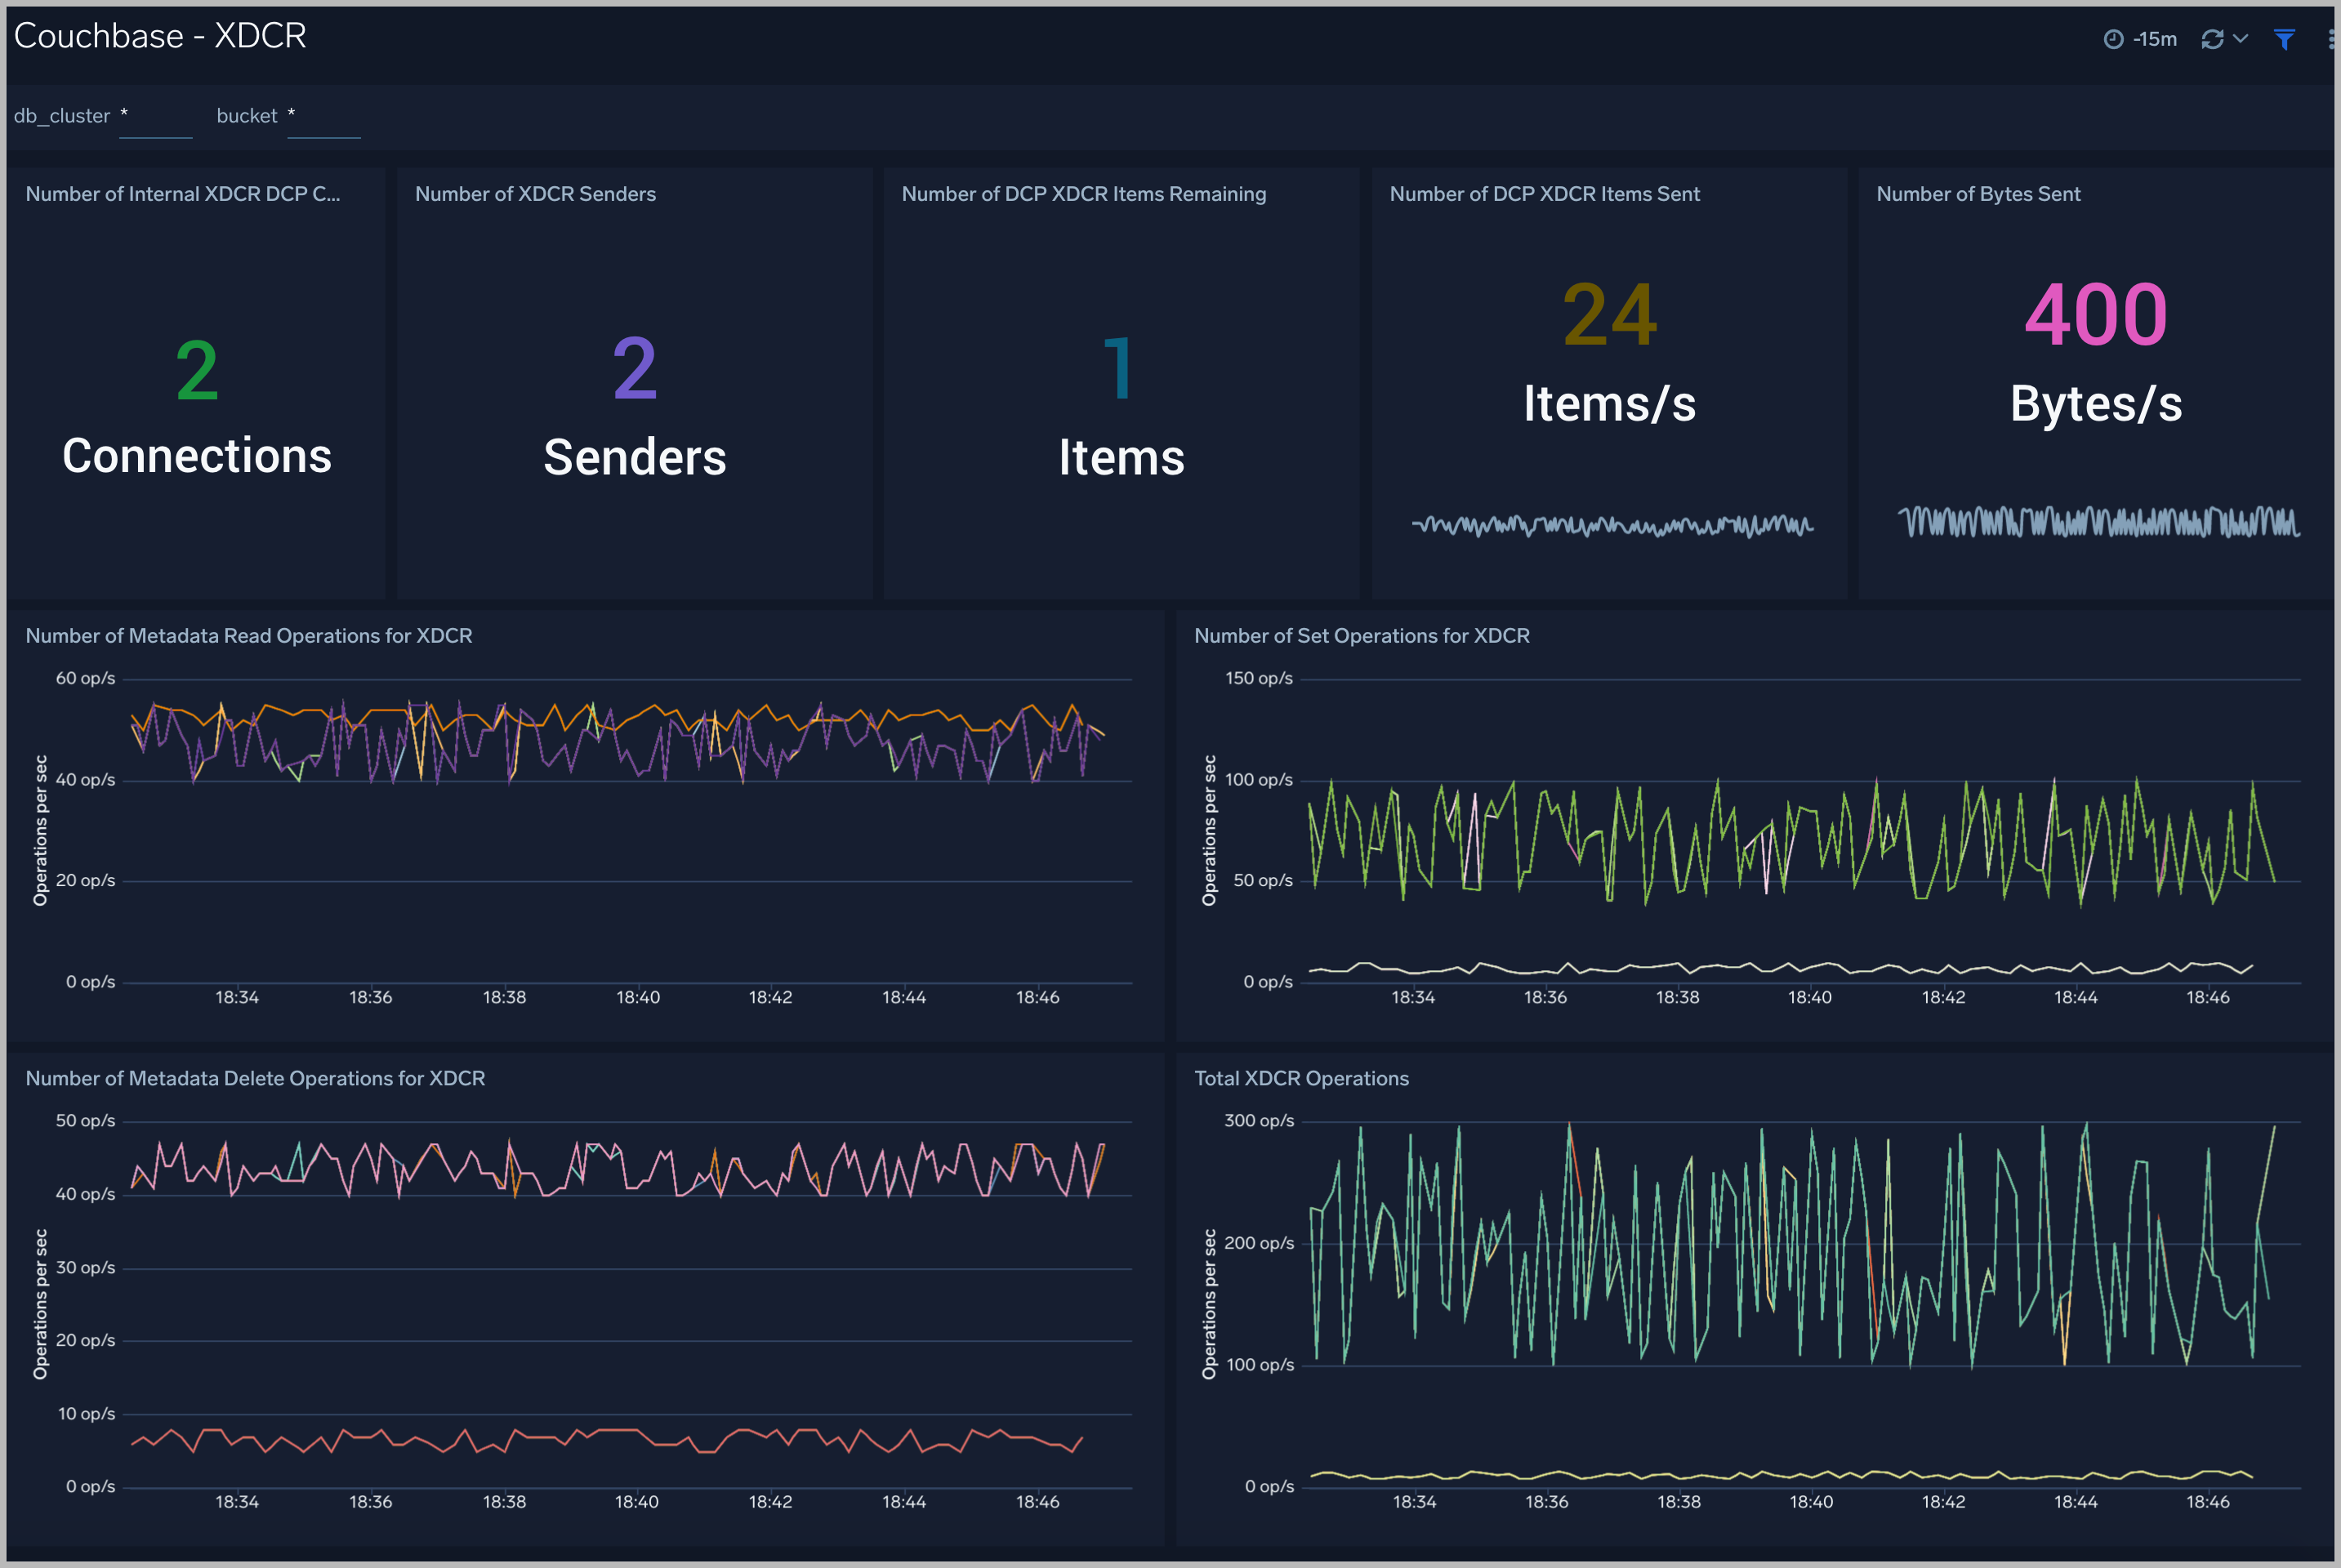 Couchbase - XDCR
-15m
db_cluster *
bucket *
Number of Internal XDCR DCP C...
2
Connections
Number of XDCR Senders
2
Senders
Number of DCP XDCR Items Remaining
1
Items
Number of DCP XDCR Items Sent
24
Items/s
Number of Bytes Sent
400
Bytes/s
Number of Metadata Read Operations for XDCR
Operations per sec
60 op/s
40 op/s
20 op/s
0 op/s
18:34 18:36 18:38 18:40 18:42 18:44 18:46
Number of Set Operations for XDCR
Operations per sec
150 op/s
100 op/s
50 op/s
0 op/s
18:34 18:36 18:38 18:40 18:42 18:44 18:46
Number of Metadata Delete Operations for XDCR
Operations per sec
50 op/s
40 op/s
30 op/s
20 op/s
10 op/s
0 op/s
18:34 18:36 18:38 18:40 18:42 18:44 18:46
Total XDCR Operations
Operations per sec
300 op/s
200 op/s
100 op/s
0 op/s
18:34 18:36 18:38 18:40 18:42 18:44 18:46